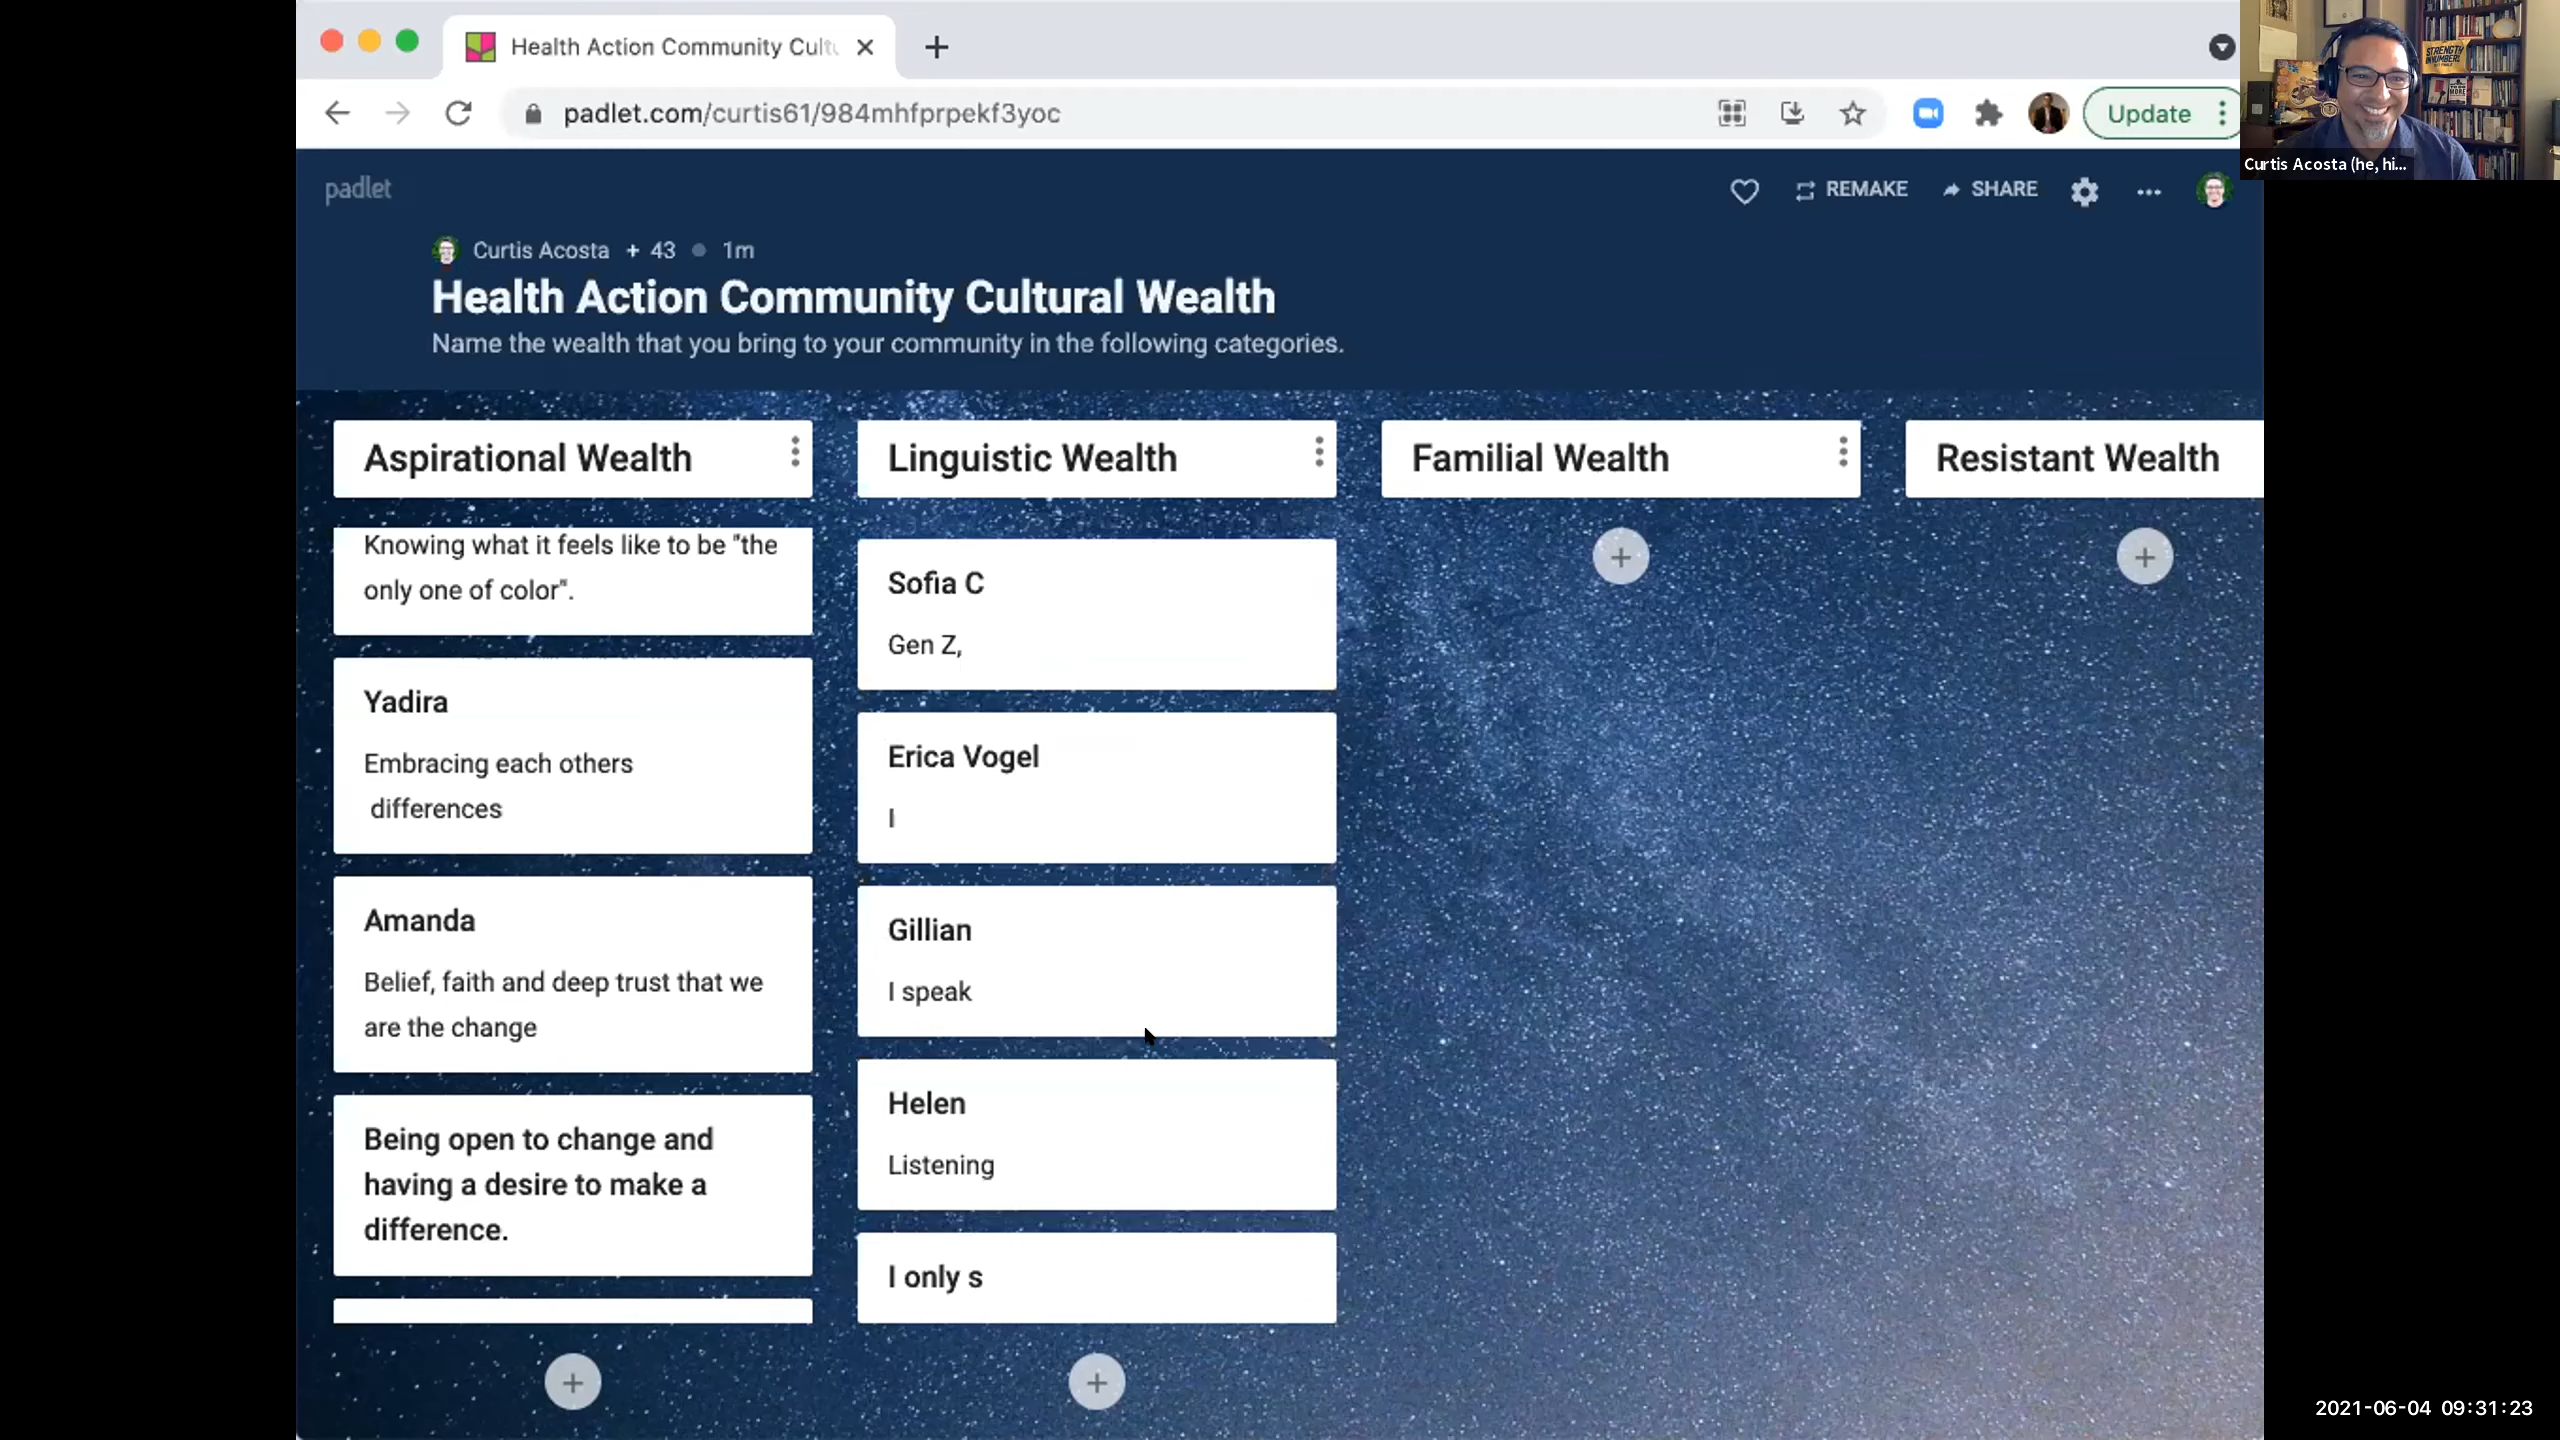 Health Action Community Cultu
padlet.com/curtis61/984mhfprpekf3yoc
Update
padlet
REMAKE
SHARE
Curtis Acosta + 43 1m
Health Action Community Cultural Wealth
Name the wealth that you bring to your community in the following categories.
Aspirational Wealth
Knowing what it feels like to be "the
only one of color".
Yadira
Embracing each others
differences
Amanda
Belief, faith and deep trust that we
are the change
Being open to change and
having a desire to make a
difference.
Linguistic Wealth
Sofia C
Gen Z,
Erica Vogel
I
Gillian
I speak
Helen
Listening
I only s
Familial Wealth
Resistant Wealth
STRENGTH
IN NUMBERS
Curtis Acosta (he, hi...
2021-06-04 09:31:23